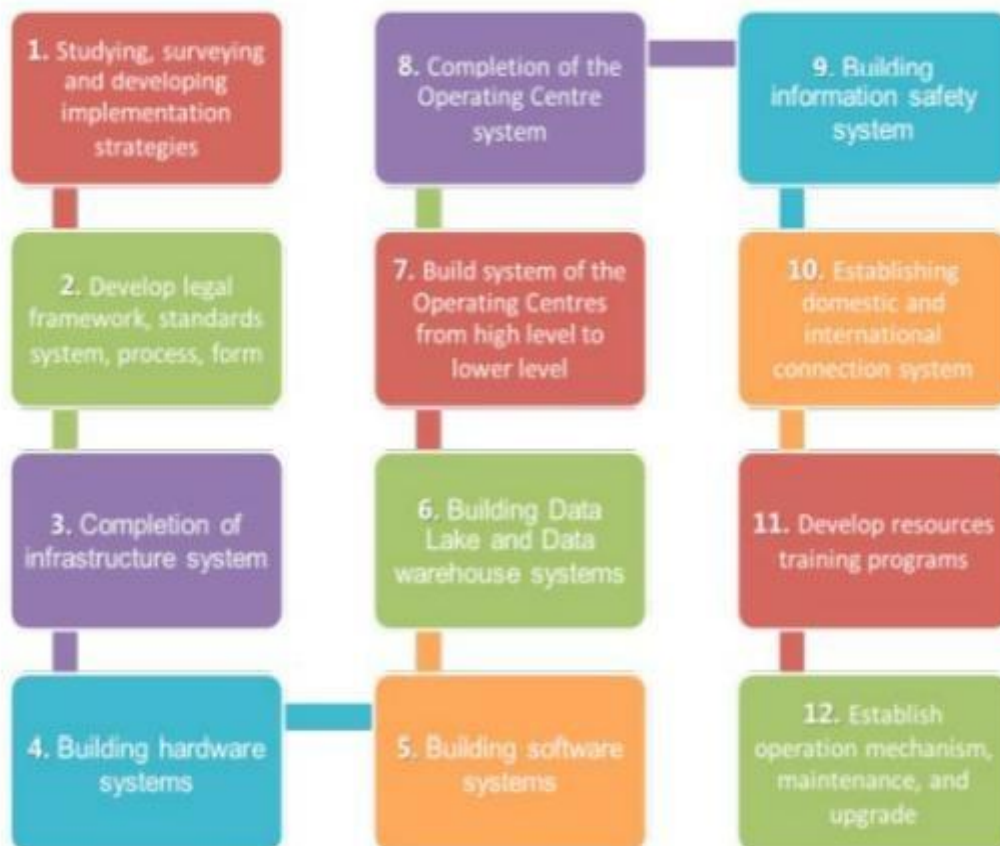 1. Studying, surveying
and developing
implementation
strategies
2. Develop legal
framework, standards
system, process, form
3. Completion of
infrastructure system
4. Building hardware
systems
5. Building software
systems
6. Building Data
Lake and Data
warehouse systems
7. Build system of the
Operating Centres
from high level to
lower level
8. Completion of the
Operating Centre
system
9. Building
information safety
system
10. Establishing
domestic and
international
connection system
11. Develop resources
training programs
12. Establish
operation mechanism,
maintenance, and
upgrade